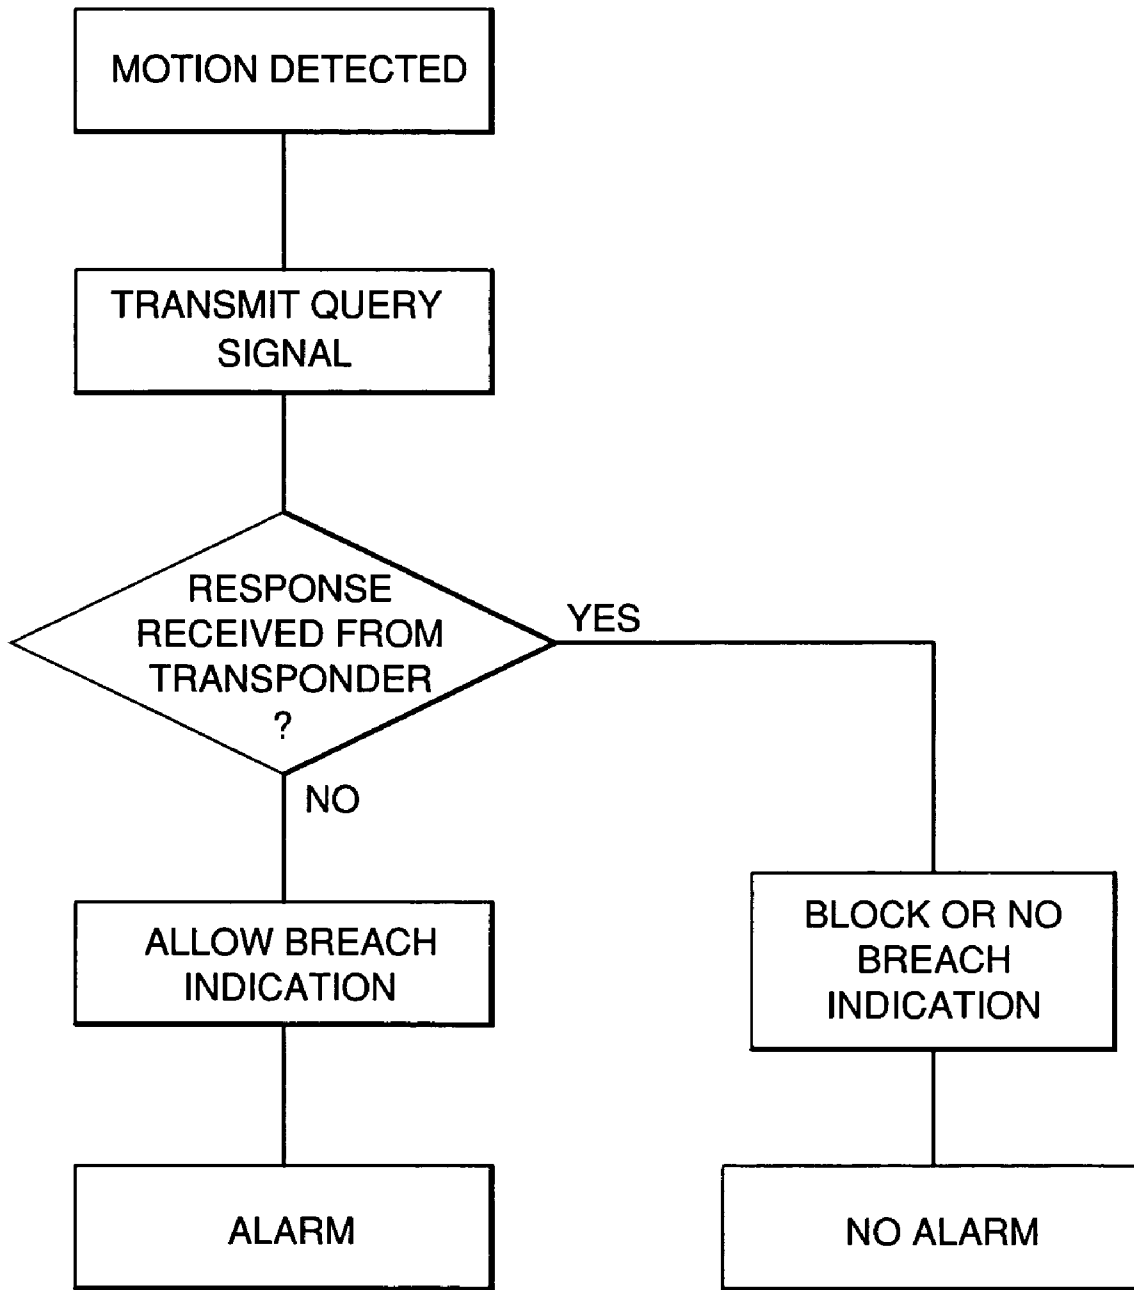 MOTION DETECTED
TRANSMIT QUERY
SIGNAL
RESPONSE
RECEIVED FROM
TRANSPONDER
?
YES
NO
ALLOW BREACH
INDICATION
BLOCK OR NO
BREACH
INDICATION
ALARM
NO ALARM